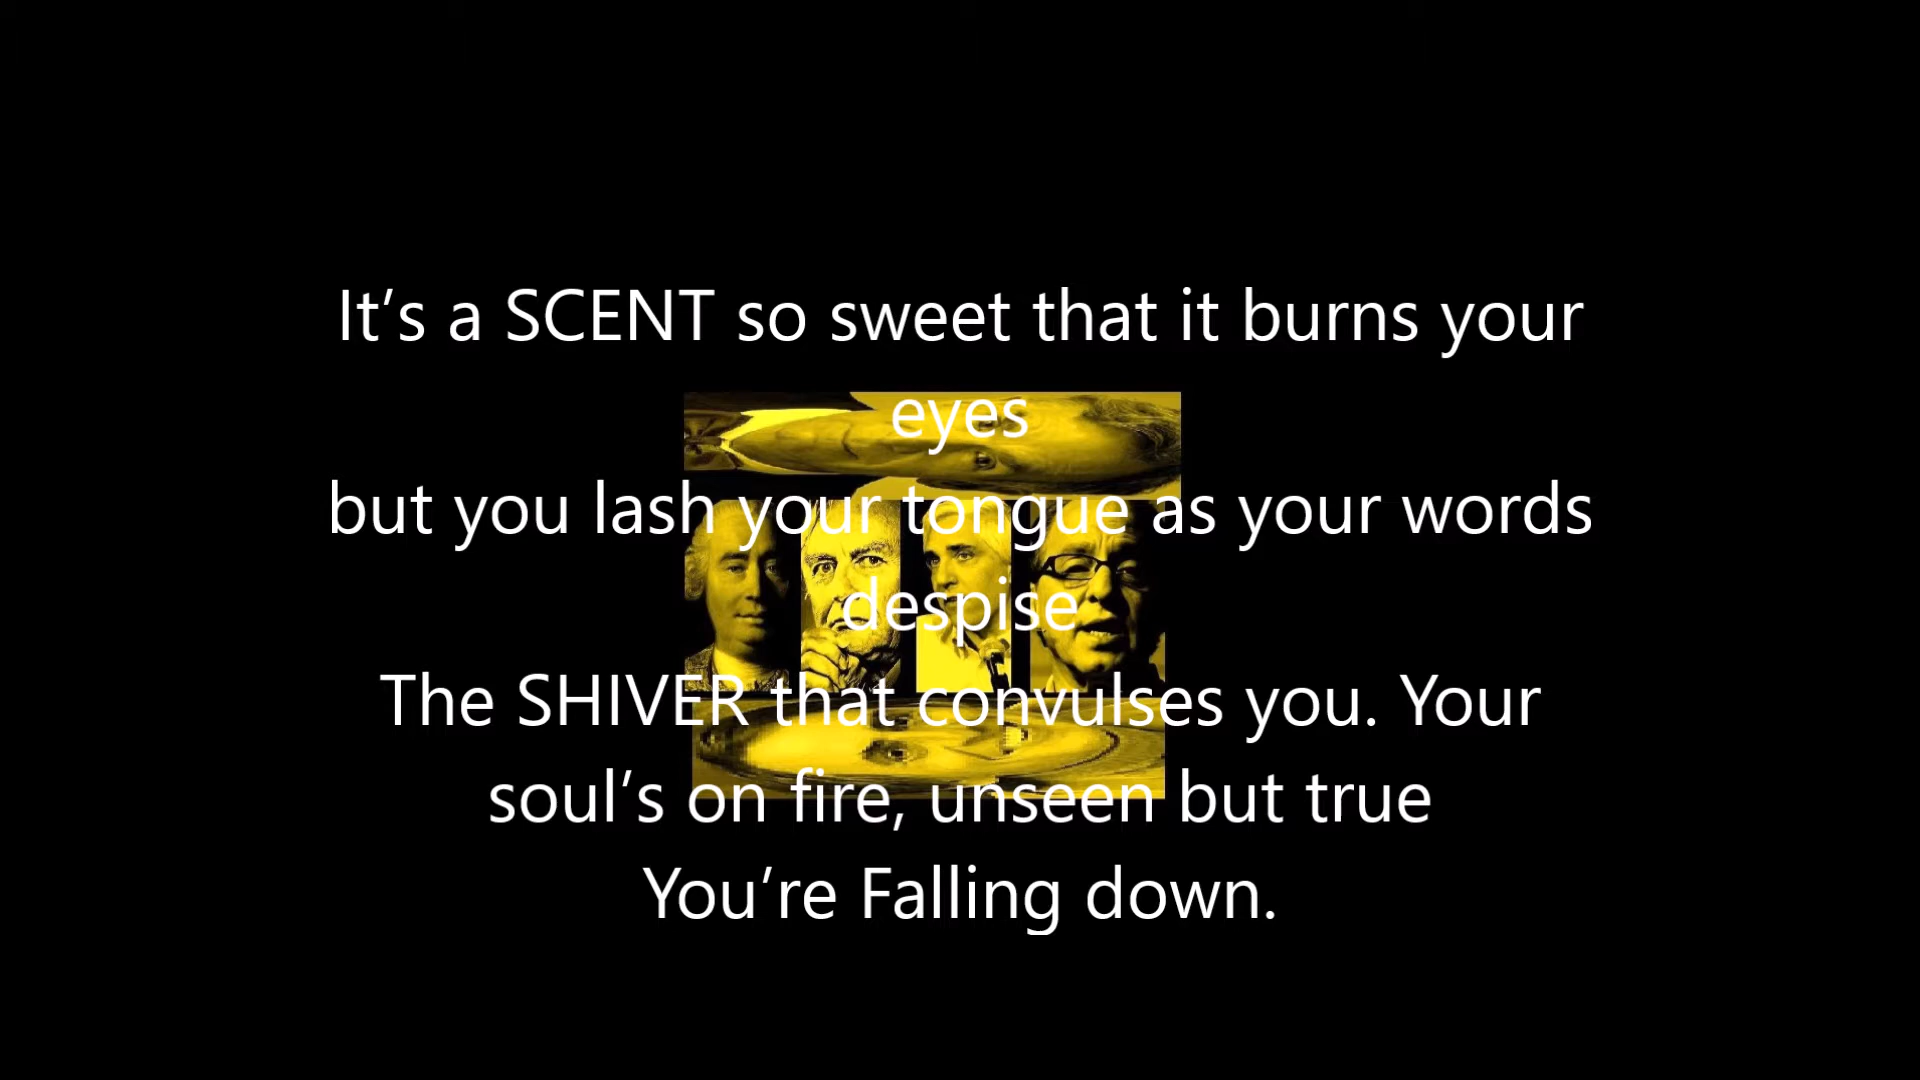 It’s a SCENT so sweet that it burns your
eyes
but you lash your tongue as your words
despise
The SHIVER that convulses you. Your
soul’s on fire, unseen but true
You’re Falling down.